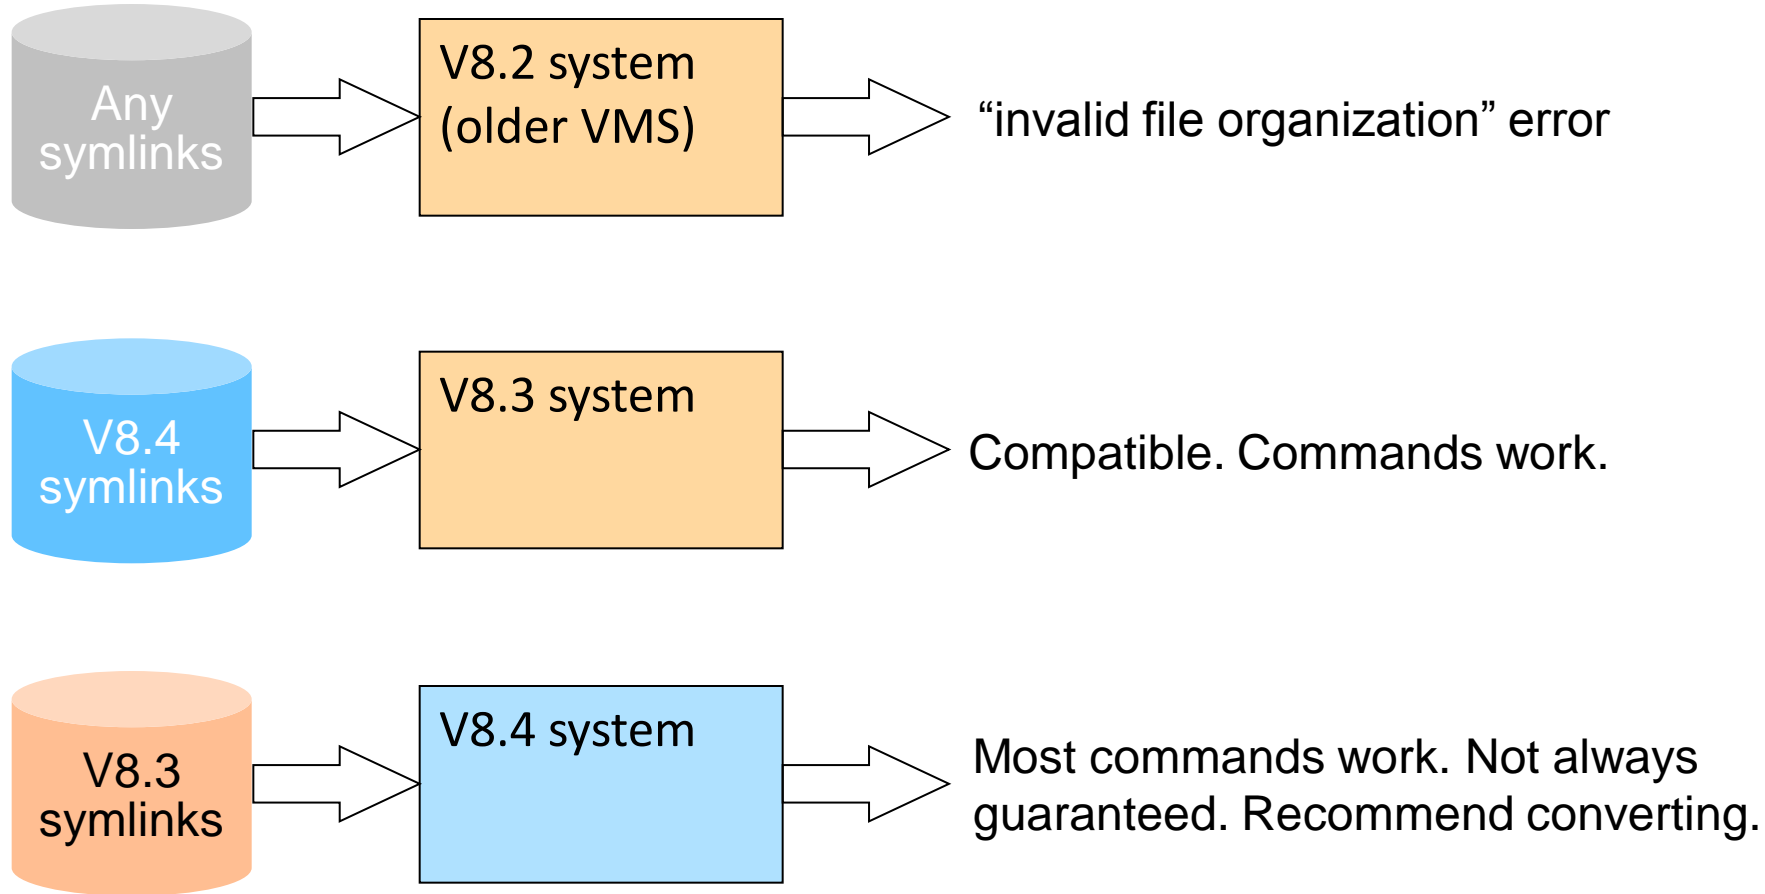 Any
symlinks
V8.2 system
(older VMS)
“invalid file organization” error
V8.4
symlinks
V8.3 system
Compatible. Commands work.
V8.3
symlinks
V8.4 system
Most commands work. Not always
guaranteed. Recommend converting.